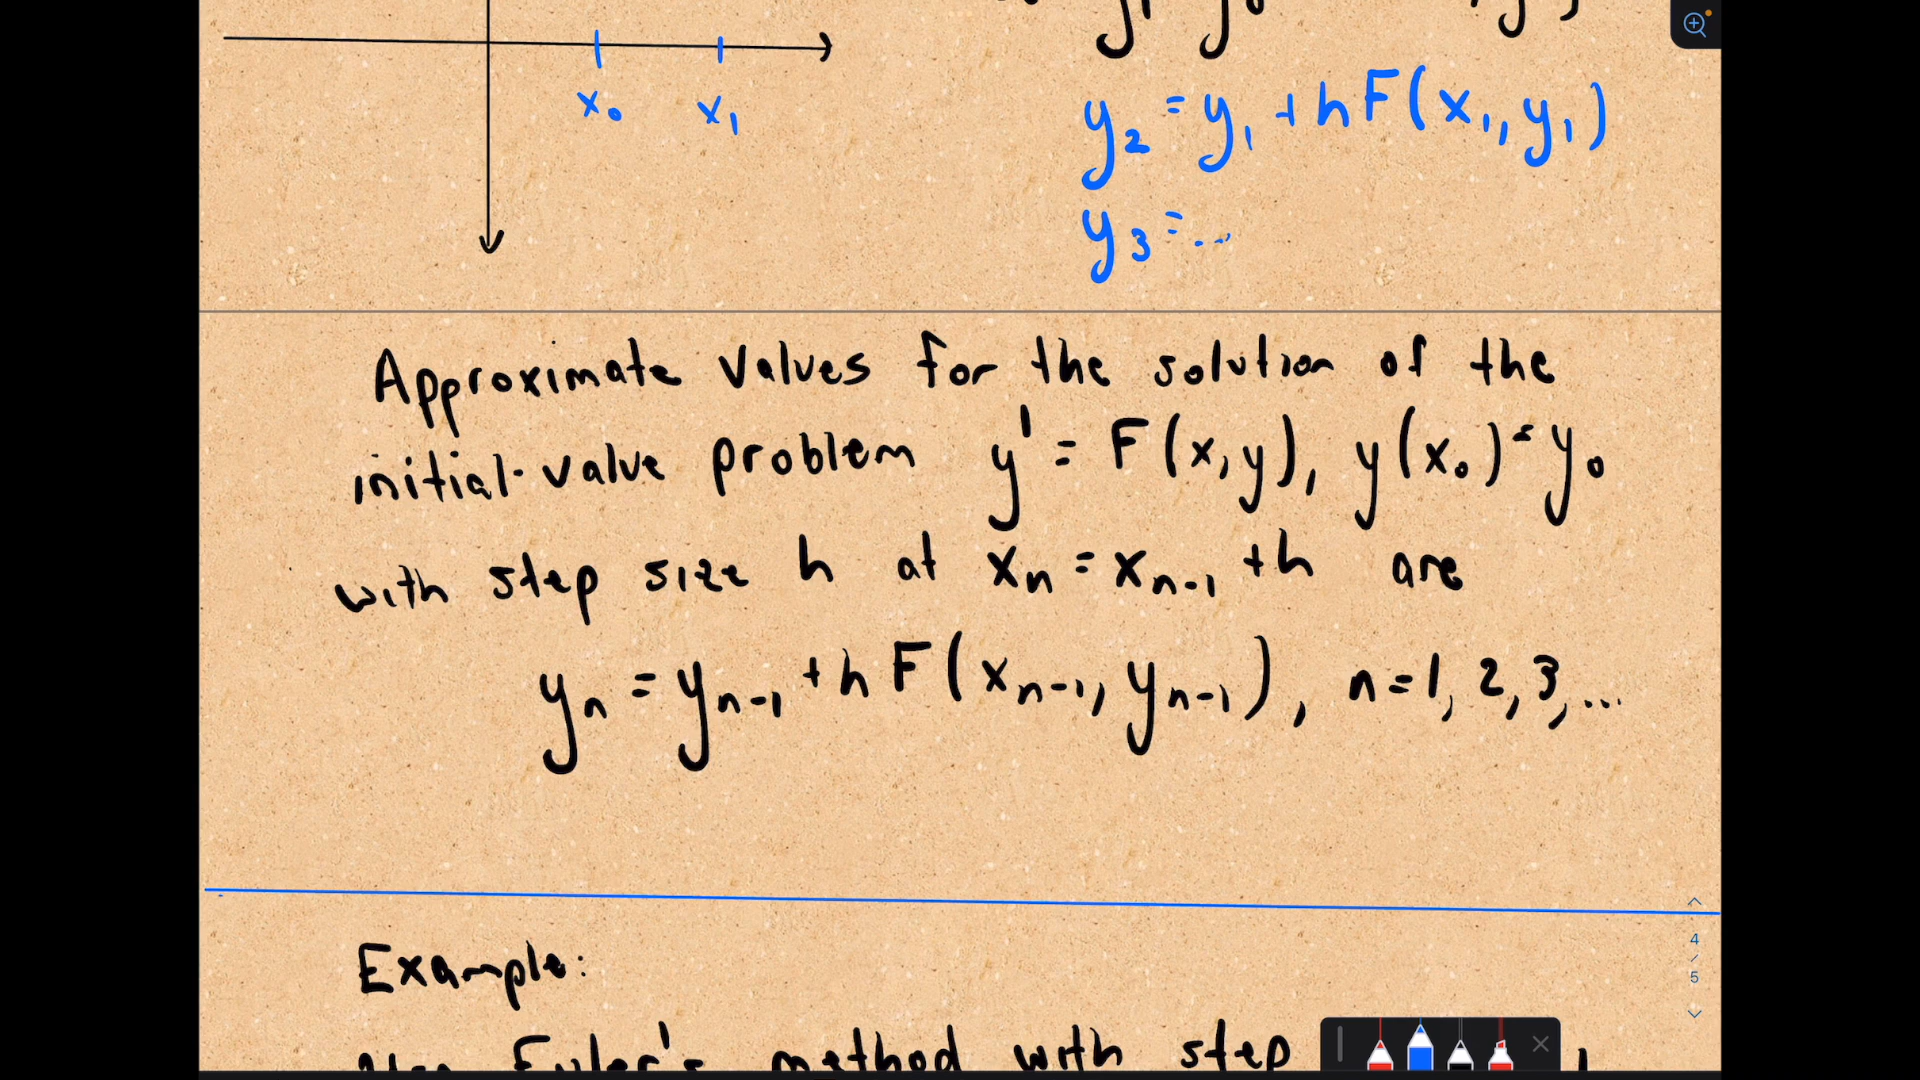 x₀ x₁
y₂ = y₁ + hF(x₁, y₁)
y₃ = ...
Approximate values for the solution of the
initial-value problem y' = F(x,y), y(x₀) = y₀
with step size h at xₙ = xₙ₋₁ + h are
yₙ = yₙ₋₁ + hF(xₙ₋₁, yₙ₋₁), n = 1, 2, 3, ...
4
/
5
Example:
Euler's method with step